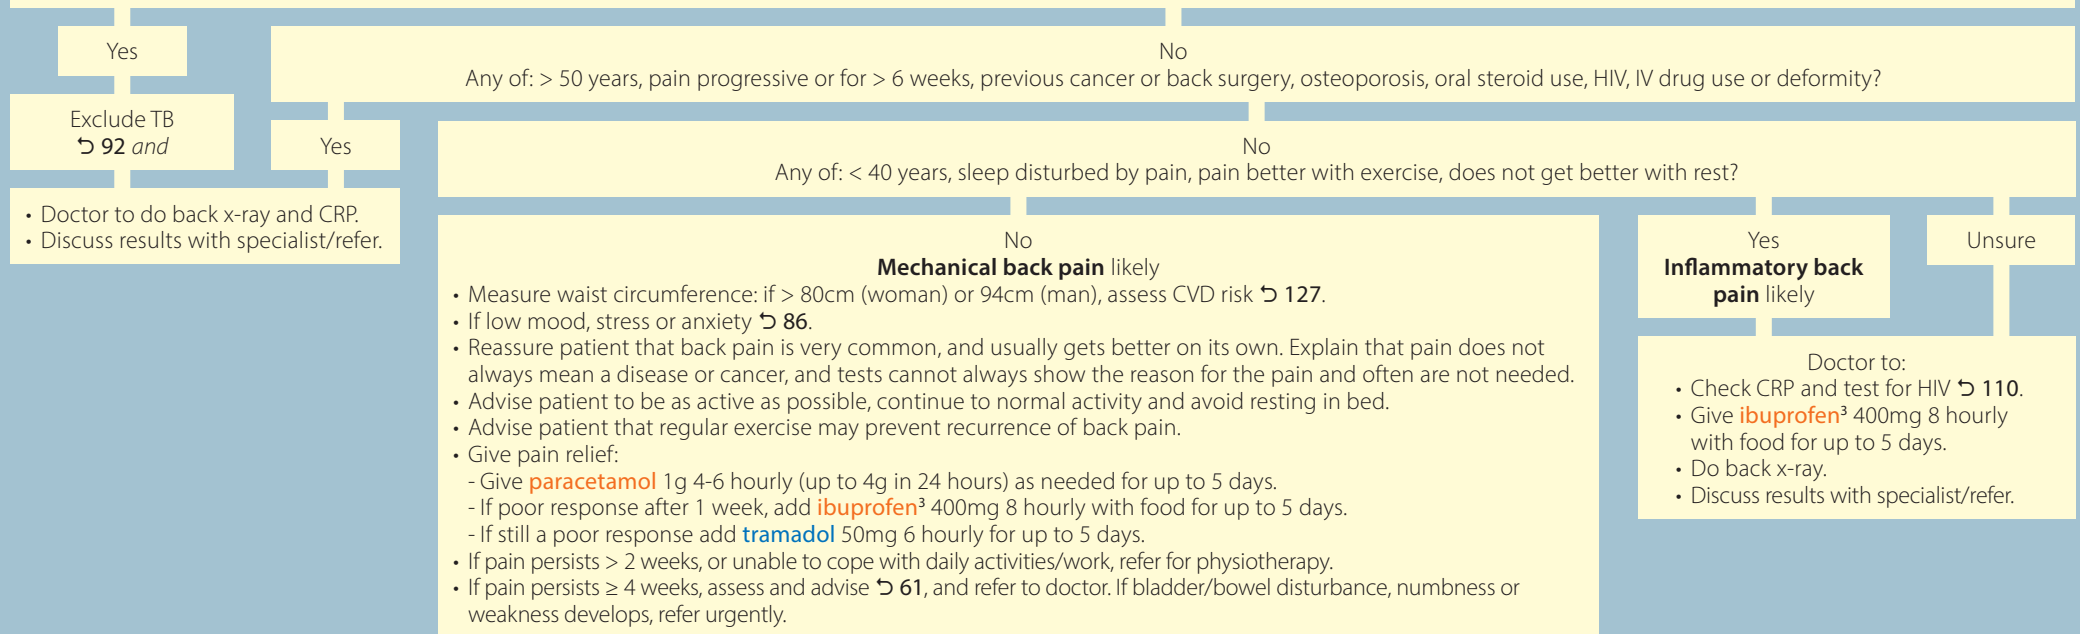 Yes
No
Any of: > 50 years, pain progressive or for > 6 weeks, previous cancer or back surgery, osteoporosis, oral steroid use, HIV, IV drug use or deformity?
Exclude TB
⮌ 92 and
Yes
No
Any of: < 40 years, sleep disturbed by pain, pain better with exercise, does not get better with rest?
• Doctor to do back x-ray and CRP.
• Discuss results with specialist/refer.
No
Mechanical back pain likely
• Measure waist circumference: if > 80cm (woman) or 94cm (man), assess CVD risk ⮌ 127.
• If low mood, stress or anxiety ⮌ 86.
• Reassure patient that back pain is very common, and usually gets better on its own. Explain that pain does not
always mean a disease or cancer, and tests cannot always show the reason for the pain and often are not needed.
• Advise patient to be as active as possible, continue to normal activity and avoid resting in bed.
• Advise patient that regular exercise may prevent recurrence of back pain.
• Give pain relief:
- Give paracetamol 1g 4-6 hourly (up to 4g in 24 hours) as needed for up to 5 days.
- If poor response after 1 week, add ibuprofen³ 400mg 8 hourly with food for up to 5 days.
- If still a poor response add tramadol 50mg 6 hourly for up to 5 days.
• If pain persists > 2 weeks, or unable to cope with daily activities/work, refer for physiotherapy.
• If pain persists ≥ 4 weeks, assess and advise ⮌ 61, and refer to doctor. If bladder/bowel disturbance, numbness or
weakness develops, refer urgently.
Yes
Inflammatory back
pain likely
Unsure
Doctor to:
• Check CRP and test for HIV ⮌ 110.
• Give ibuprofen³ 400mg 8 hourly
with food for up to 5 days.
• Do back x-ray.
• Discuss results with specialist/refer.